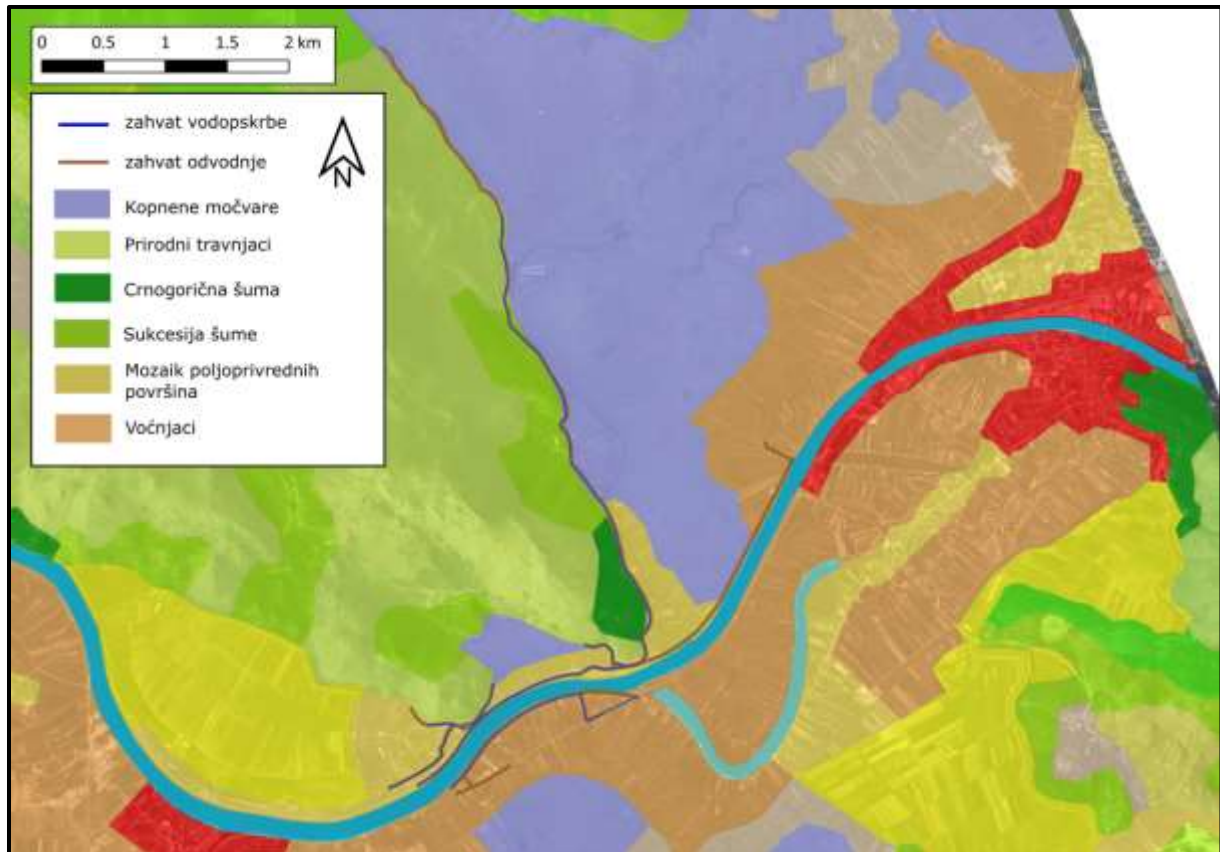 0 0.5 1 1.5 2 km
zahvat vodopskrbe
zahvat odvodnje
N
Kopnene močvare
Prirodni travnjaci
Crnogorična šuma
Sukcesija šume
Mozaik poljoprivrednih
površina
Voćnjaci